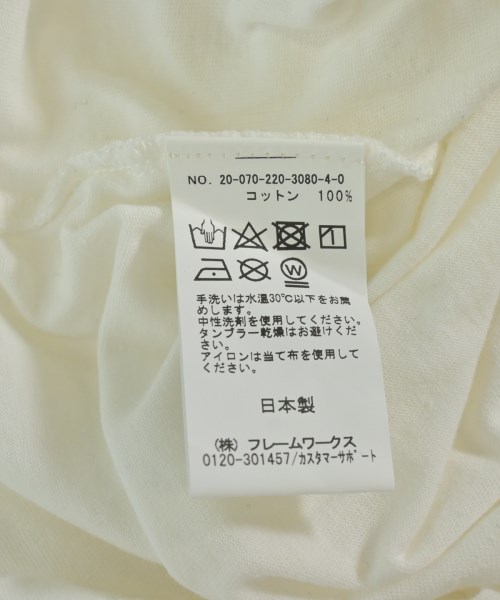 NO. 20-070-220-3080-4-0
コットン 100%
W
手洗いは水温30℃以下をお薦
めします。
中性洗剤を使用してください。
タンブラー乾燥はお避けくだ
さい。
アイロンは当て布を使用して
ください。
日本製
(株) フレームワークス
0120-301457/カスタマーサポート